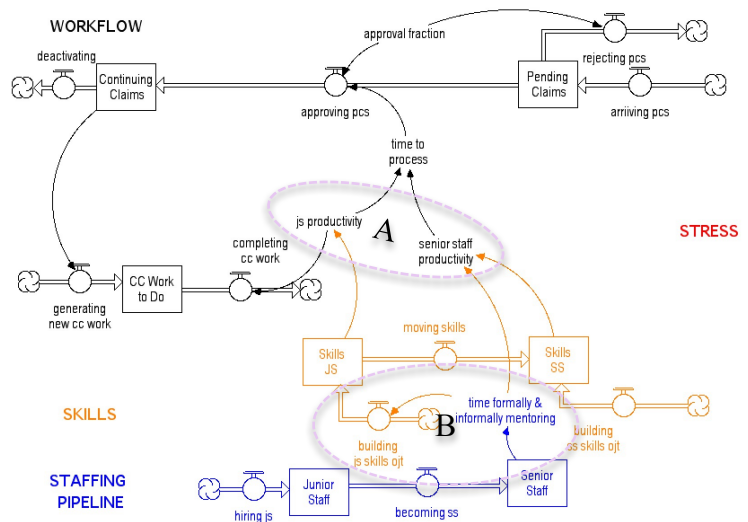 WORKFLOW
approval fraction
deactivating
rejecting pcs
Continuing
Claims
Pending
Claims
approving pcs
arriiving pcs
time to
process
js productivity
A
senior staff
productivity
STRESS
completing
cc work
CC Work
to Do
generating
new cc work
moving skills
Skills
JS
Skills
SS
SKILLS
time formally &
informally mentoring
B
building
js skills ojt
building
ss skills ojt
STAFFING
PIPELINE
Junior
Staff
Senior
Staff
hiring js
becoming ss